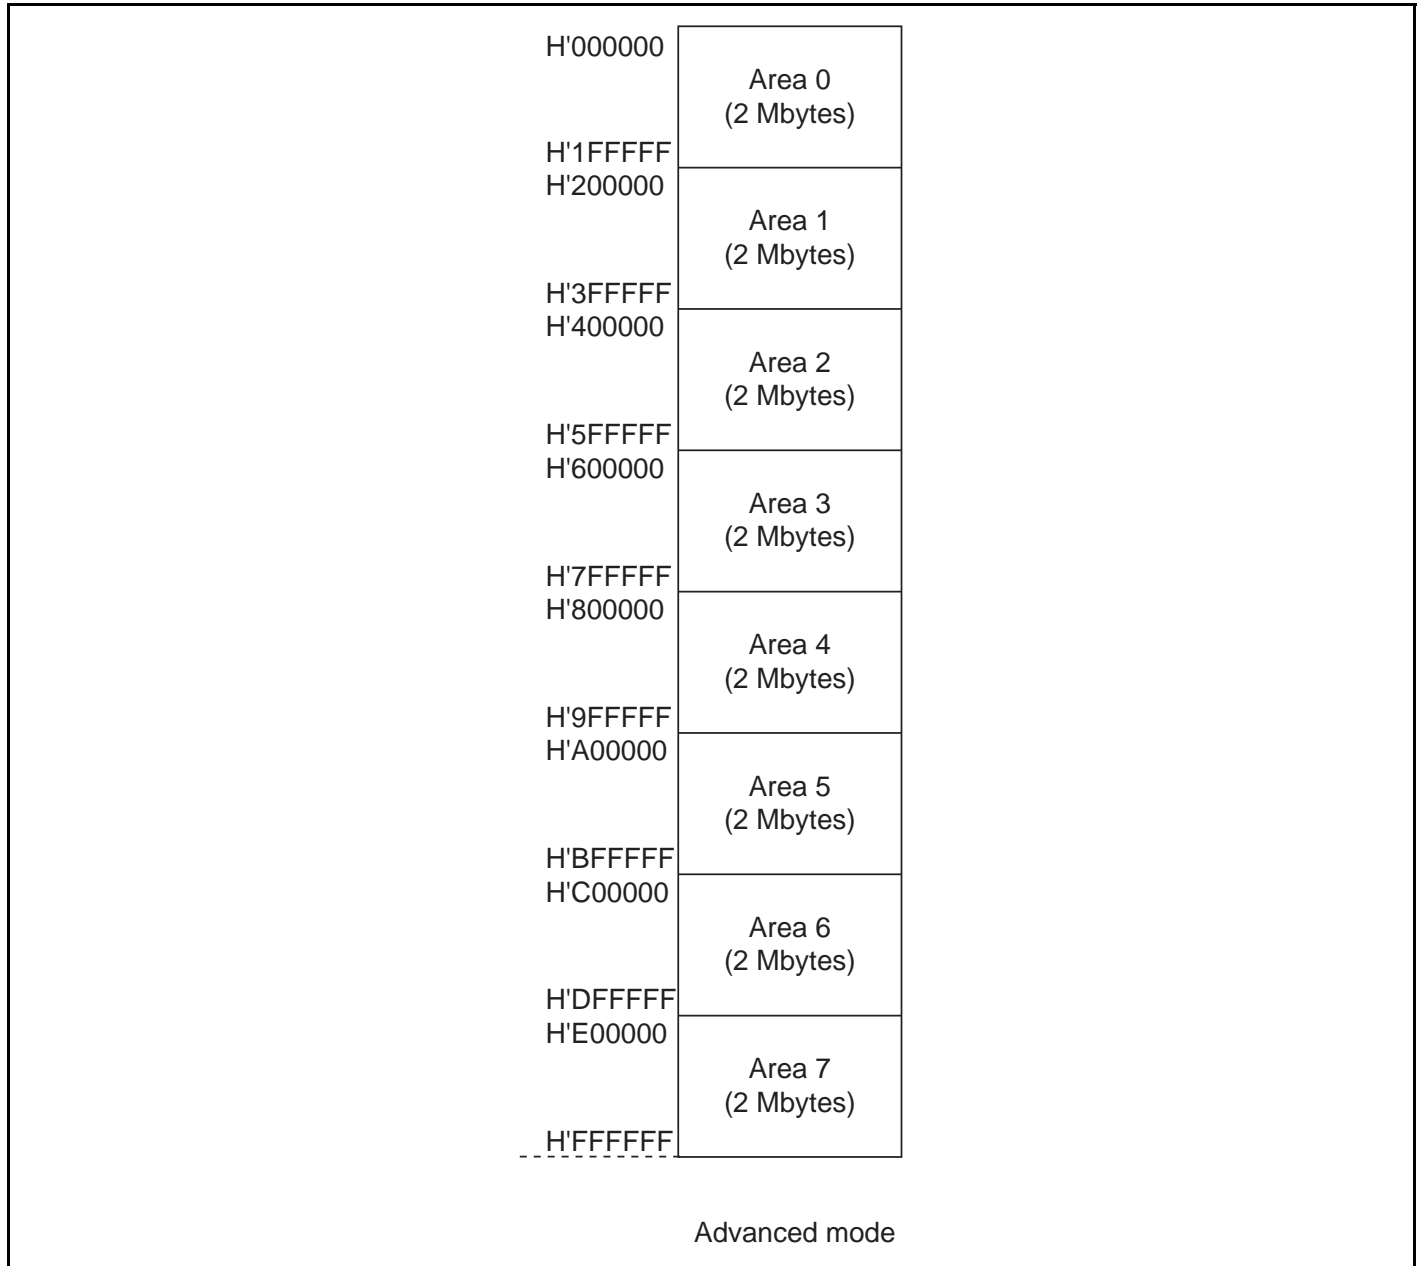 H'000000
Area 0
(2 Mbytes)
H'1FFFFF
H'200000
Area 1
(2 Mbytes)
H'3FFFFF
H'400000
Area 2
(2 Mbytes)
H'5FFFFF
H'600000
Area 3
(2 Mbytes)
H'7FFFFF
H'800000
Area 4
(2 Mbytes)
H'9FFFFF
H'A00000
Area 5
(2 Mbytes)
H'BFFFFF
H'C00000
Area 6
(2 Mbytes)
H'DFFFFF
H'E00000
Area 7
(2 Mbytes)
H'FFFFFF
Advanced mode